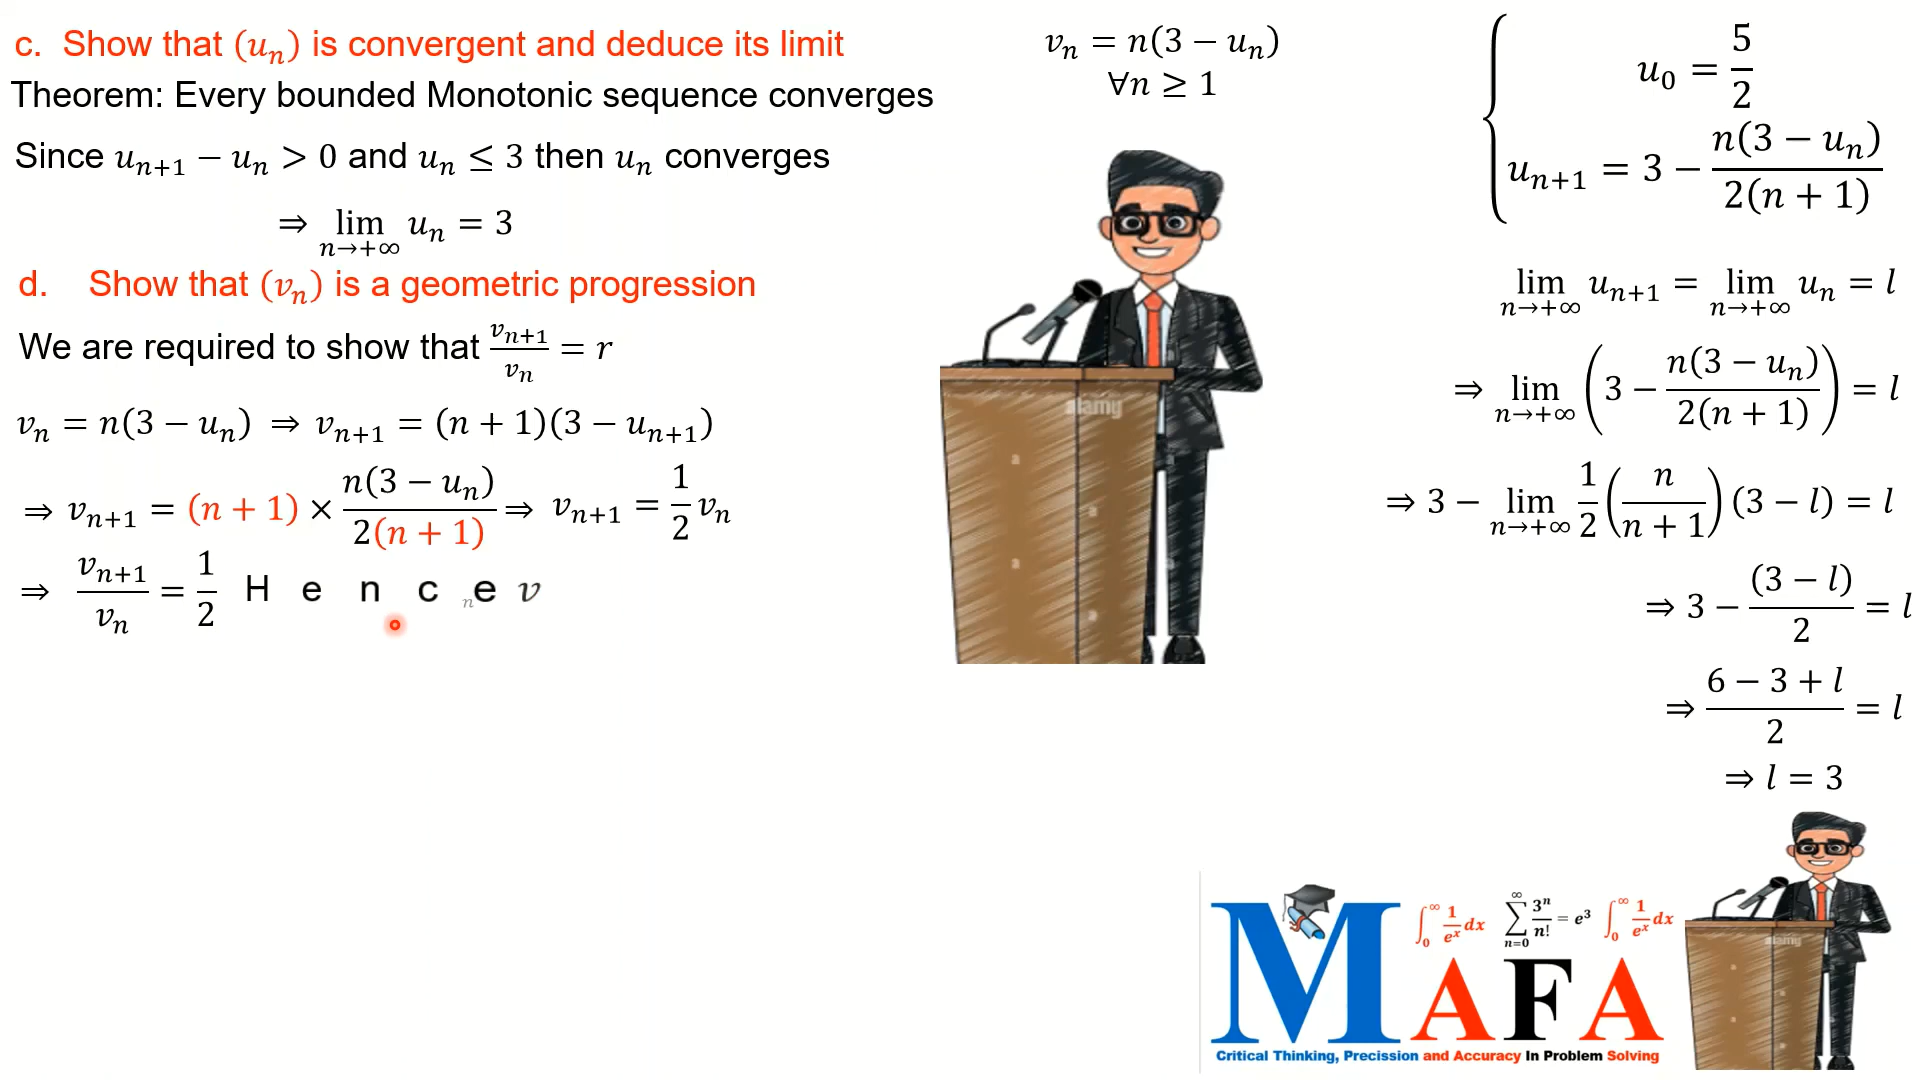 c. Show that (uₙ) is convergent and deduce its limit
Theorem: Every bounded Monotonic sequence converges
Since uₙ₊₁ − uₙ > 0 and uₙ ≤ 3 then uₙ converges
⇒ lim n→+∞ uₙ = 3
d. Show that (vₙ) is a geometric progression
We are required to show that vₙ₊₁/vₙ = r
vₙ = n(3 − uₙ) ⇒ vₙ₊₁ = (n + 1)(3 − uₙ₊₁)
⇒ vₙ₊₁ = (n + 1) × n(3 − uₙ)/2(n + 1) ⇒ vₙ₊₁ = 1/2 vₙ
⇒ vₙ₊₁/vₙ = 1/2 H e n c ₙe v
vₙ = n(3 − uₙ)
∀n ≥ 1
u₀ = 5/2
uₙ₊₁ = 3 − n(3 − uₙ)/2(n + 1)
lim n→+∞ uₙ₊₁ = lim n→+∞ uₙ = l
⇒ lim n→+∞ (3 − n(3 − uₙ)/2(n + 1)) = l
⇒ 3 − lim n→+∞ 1/2 (n/n + 1) (3 − l) = l
⇒ 3 − (3 − l)/2 = l
⇒ 6 − 3 + l/2 = l
⇒ l = 3
alamy
a
a
a
a
∫₀^∞ 1/eˣ dx ∑ₙ₌₀^∞ 3ⁿ/n! = e³ ∫₀^∞ 1/eˣ dx
MAFA
Critical Thinking, Precission and Accuracy In Problem Solving
alamy
a
a
a
a